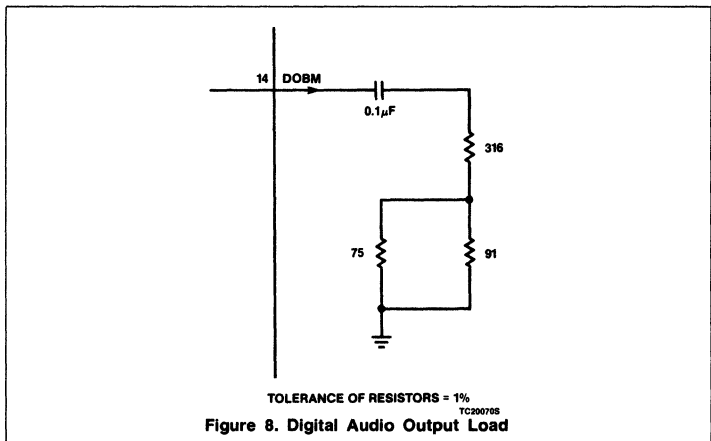 14 DOBM
0.1μF
316
75
91
TOLERANCE OF RESISTORS = 1%
TC20070S
Figure 8. Digital Audio Output Load